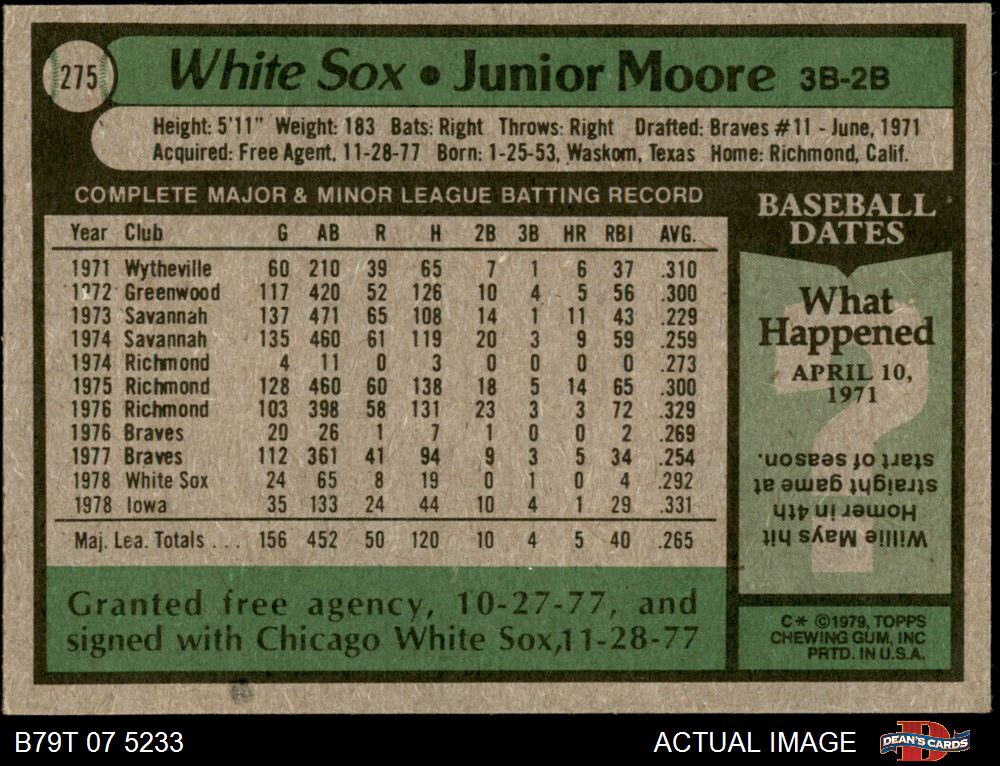 275
White Sox • Junior Moore 3B-2B
Height: 5'11" Weight: 183 Bats: Right Throws: Right Drafted: Braves #11 - June, 1971
Acquired: Free Agent, 11-28-77 Born: 1-25-53, Waskom, Texas Home: Richmond, Calif.
COMPLETE MAJOR & MINOR LEAGUE BATTING RECORD
Year Club G AB R H 2B 3B HR RBI AVG.
1971 Wytheville 60 210 39 65 7 1 6 37 .310
1972 Greenwood 117 420 52 126 10 4 5 56 .300
1973 Savannah 137 471 65 108 14 1 11 43 .229
1974 Savannah 135 460 61 119 20 3 9 59 .259
1974 Richmond 4 11 0 3 0 0 0 0 .273
1975 Richmond 128 460 60 138 18 5 14 65 .300
1976 Richmond 103 398 58 131 23 3 3 72 .329
1976 Braves 20 26 1 7 1 0 0 2 .269
1977 Braves 112 361 41 94 9 3 5 34 .254
1978 White Sox 24 65 8 19 0 1 0 4 .292
1978 Iowa 35 133 24 44 10 4 1 29 .331
Maj. Lea. Totals . . . 156 452 50 120 10 4 5 40 .265
Granted free agency, 10-27-77, and
signed with Chicago White Sox, 11-28-77
BASEBALL
DATES
What
Happened
APRIL 10,
1971
Willie Mays hit
Homer in 4th
straight game at
start of season.
C* ©1979, TOPPS
CHEWING GUM, INC
PRTD. IN U.S.A.
B79T 07 5233
ACTUAL IMAGE
DEAN'S CARDS